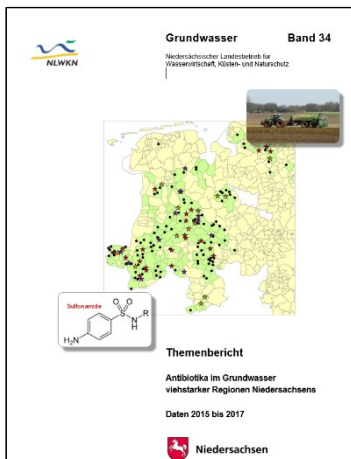 NLWKN
Grundwasser Band 34
Niedersächsischer Landesbetrieb für
Wasserwirtschaft, Küsten- und Naturschutz
Sulfonamide
O O
S
N R
H
H₂N
Themenbericht
Antibiotika im Grundwasser
viehstarker Regionen Niedersachsens
Daten 2015 bis 2017
Niedersachsen